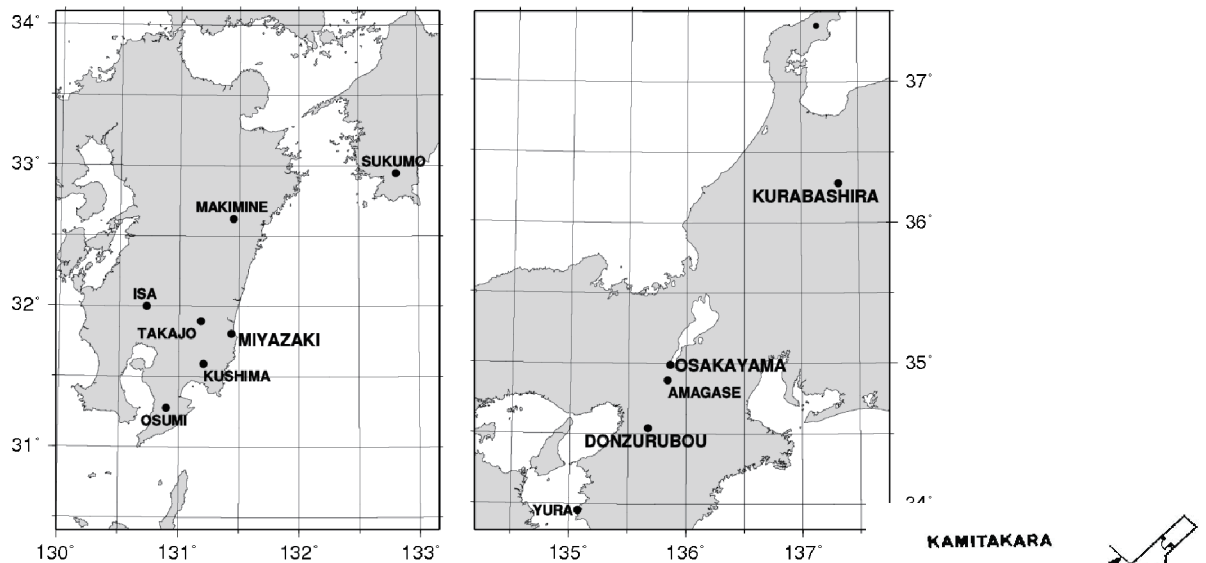 34°
33°
SUKUMO
MAKIMINE
32°
ISA
TAKAJO
MIYAZAKI
KUSHIMA
OSUMI
31°
130°
131°
132°
133°
37°
KURABASHIRA
36°
35°
OSAKAYAMA
AMAGASE
DONZURUBOU
YURA
34°
135°
136°
137°
KAMITAKARA